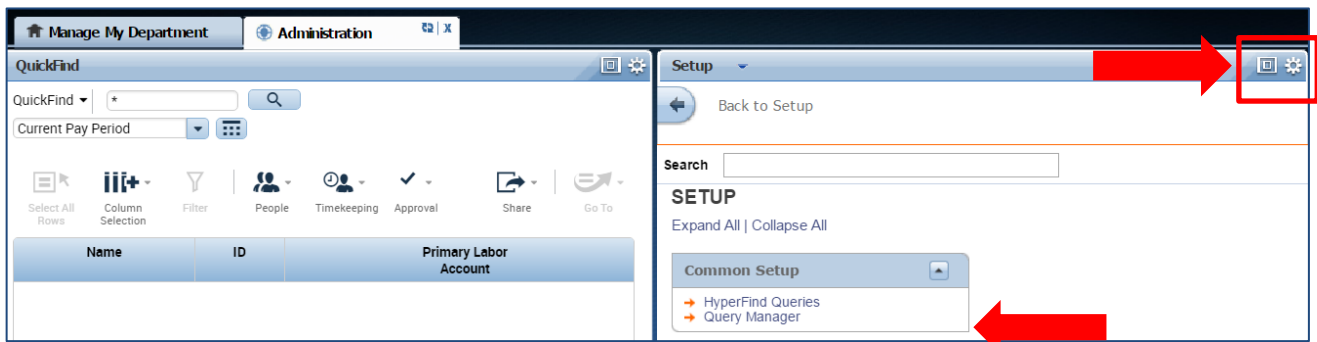 Manage My Department
Administration
X
QuickFind
QuickFind
*
Current Pay Period
Select All
Rows
Column
Selection
Filter
People
Timekeeping
Approval
Share
Go To
Name
ID
Primary Labor
Account
Setup
Back to Setup
Search
SETUP
Expand All | Collapse All
Common Setup
HyperFind Queries
Query Manager